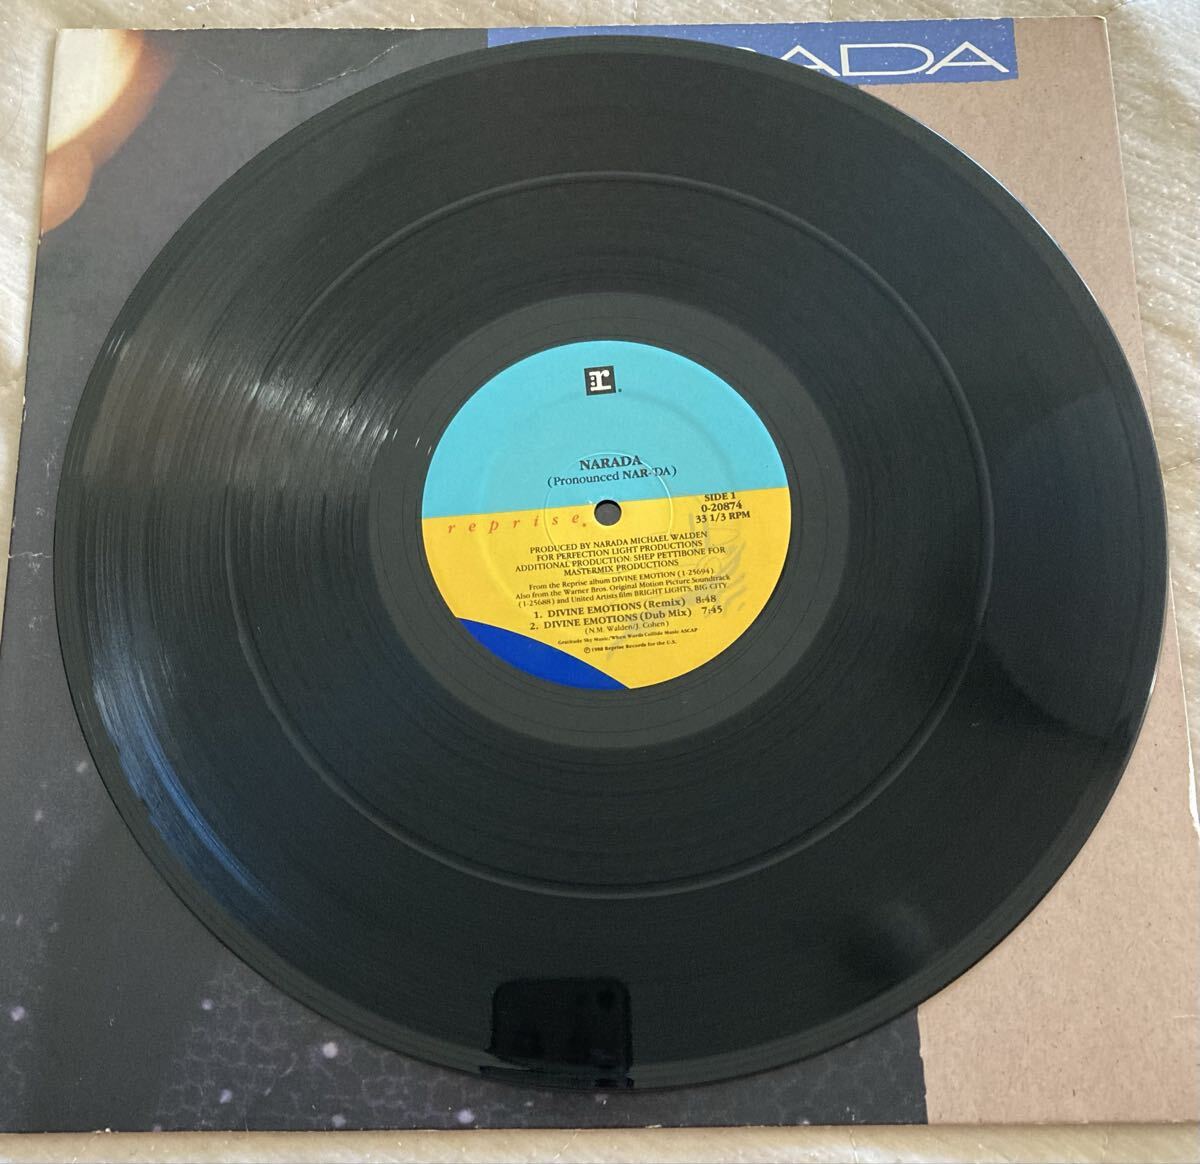 ADA
r
NARADA
(Pronounced NAR-'DA)
reprise
SIDE 1
0-20874
33 1/3 RPM
PRODUCED BY NARADA MICHAEL WALDEN
FOR PERFECTION LIGHT PRODUCTIONS
ADDITIONAL PRODUCTION: SHEP PETTIBONE FOR
MASTERMIX PRODUCTIONS
From the Reprise album DIVINE EMOTION (1-25694)
Also from the Warner Bros. Original Motion Picture Soundtrack
(1-25688) and United Artists film BRIGHT LIGHTS, BIG CITY.
1. DIVINE EMOTIONS (Remix) 8:48
2. DIVINE EMOTIONS (Dub Mix) 7:45
(N.M. Walden/J. Cohen)
Gratitude Sky Music/When Words Collide Music ASCAP
℗1988 Reprise Records for the U.S.